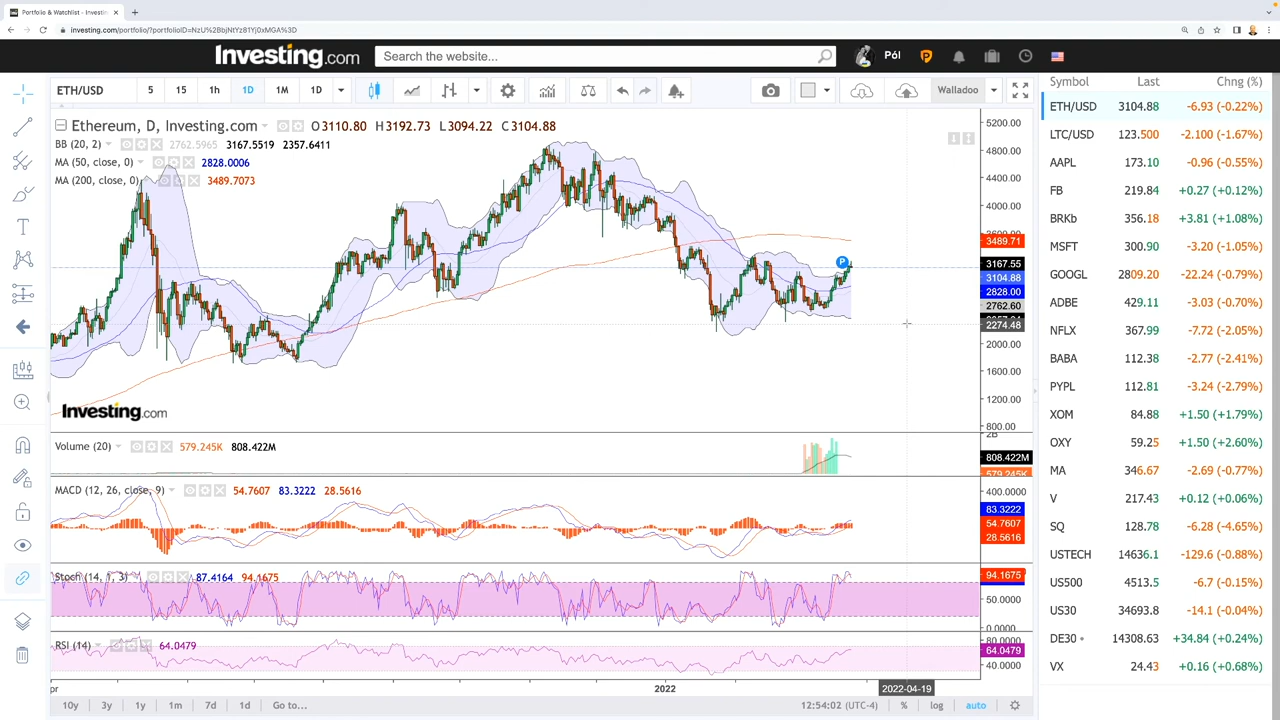 Portfolio & Watchlist - Investin
investing.com/portfolio/?portfolioID=NzU%2BbjNtYz81Yj0xMGA%3D
Investing.com
Search the website...
Pól
ETH/USD 5 15 1h 1D 1M 1D Walladoo
Ethereum, D, Investing.com O3110.80 H3192.73 L3094.22 C3104.88
BB (20, 2) 2762.5965 3167.5519 2357.6411
MA (50, close, 0) 2828.0006
MA (200, close, 0) 3489.7073
P
5200.00
4800.00
4400.00
4000.00
3489.71
3167.55
3104.88
2828.00
2762.60
2274.48
2000.00
1600.00
1200.00
800.00
Investing.com
Volume (20) 579.245K 808.422M
2B
808.422M
579.245K
MACD (12, 26, close, 9) 54.7607 83.3222 28.5616
400.0000
83.3222
54.7607
28.5616
Stoch (14, 1, 3) 87.4164 94.1675
94.1675
50.0000
0.0000
RSI (14) 64.0479
80.0000
64.0479
40.0000
2022 2022-04-19
10y 3y 1y 1m 7d 1d Go to... 12:54:02 (UTC-4) % log auto
Symbol Last Chng (%)
ETH/USD 3104.88 -6.93 (-0.22%)
LTC/USD 123.500 -2.100 (-1.67%)
AAPL 173.10 -0.96 (-0.55%)
FB 219.84 +0.27 (+0.12%)
BRKb 356.18 +3.81 (+1.08%)
MSFT 300.90 -3.20 (-1.05%)
GOOGL 2809.20 -22.24 (-0.79%)
ADBE 429.11 -3.03 (-0.70%)
NFLX 367.99 -7.72 (-2.05%)
BABA 112.38 -2.77 (-2.41%)
PYPL 112.81 -3.24 (-2.79%)
XOM 84.88 +1.50 (+1.79%)
OXY 59.25 +1.50 (+2.60%)
MA 346.67 -2.69 (-0.77%)
V 217.43 +0.12 (+0.06%)
SQ 128.78 -6.28 (-4.65%)
USTECH 14636.1 -129.6 (-0.88%)
US500 4513.5 -6.7 (-0.15%)
US30 34693.8 -14.1 (-0.04%)
DE30 14308.63 +34.84 (+0.24%)
VX 24.43 +0.16 (+0.68%)